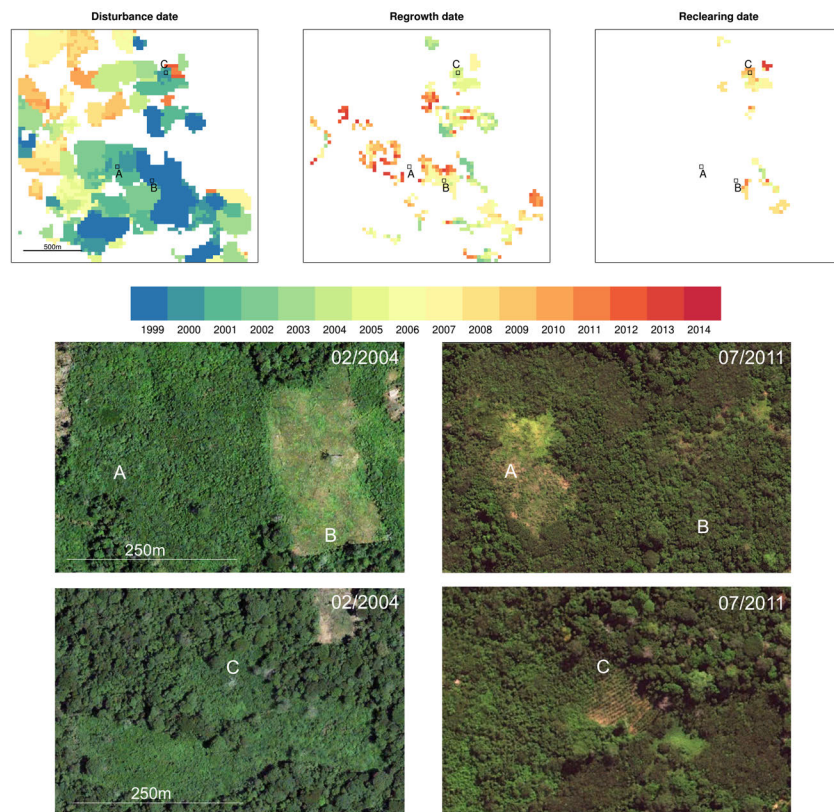 Disturbance date Regrowth date Reclearing date
C C C
A A A
B B B
500m
1999 2000 2001 2002 2003 2004 2005 2006 2007 2008 2009 2010 2011 2012 2013 2014
02/2004 07/2011
A A
B B
250m
02/2004 07/2011
C C
250m